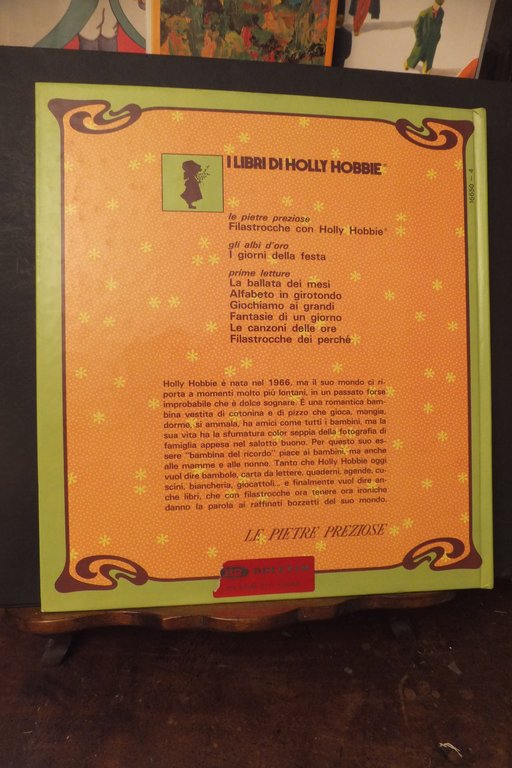 I LIBRI DI HOLLY HOBBIE®
le pietre preziose
Filastrocche con Holly Hobbie®
gli albi d'oro
I giorni della festa
prime letture
La ballata dei mesi
Alfabeto in girotondo
Giochiamo ai grandi
Fantasie di un giorno
Le canzoni delle ore
Filastrocche dei perché
Holly Hobbie è nata nel 1966, ma il suo mondo ci ri-
porta a momenti molto più lontani, in un passato forse
improbabile che è dolce sognare. È una romantica bam-
bina vestita di cotonina e di pizzo che gioca, mangia,
dorme, si ammala, ha amici come tutti i bambini, ma la
sua vita ha la sfumatura color seppia della fotografia di
famiglia appesa nel salotto buono. Per questo suo es-
sere "bambina del ricordo" piace ai bambini, ma anche
alle mamme e alle nonne. Tanto che Holly Hobbie oggi
vuol dire bambole, carta da lettere, quaderni, agende, cu-
scini, biancheria, giocattoli... e finalmente vuol dire an-
che libri, che con filastrocche ora tenere ora ironiche
danno la parola ai raffinati bozzetti del suo mondo.
LE PIETRE PREZIOSE
16650 - 4